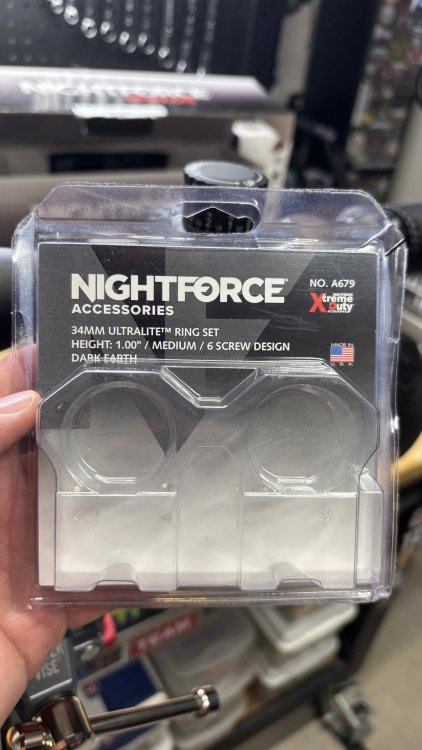 NIGHTFORCE
NIGHTFORCE
ACCESSORIES
NO. A679
Xtreme
Duty
34MM ULTRALITE™ RING SET
HEIGHT: 1.00" / MEDIUM / 6 SCREW DESIGN
DARK EARTH
MADE IN
U.S.A.